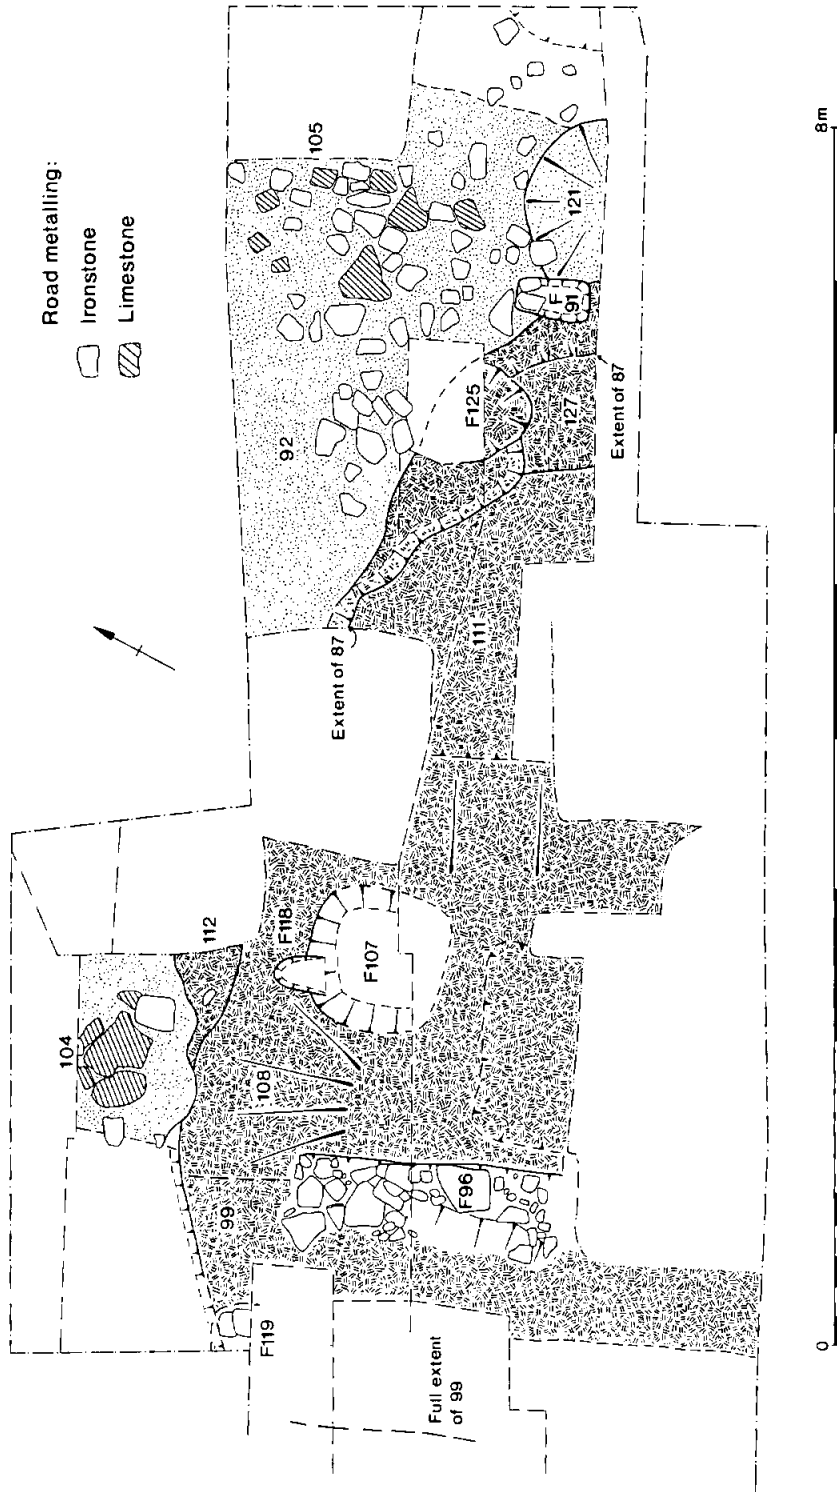 Road metalling:
Ironstone
Limestone
105
92
121
F
91
F125
127
Extent of 87
Extent of 87
111
112
F118
F107
104
108
99
F96
F119
Full extent
of 99
0
8m